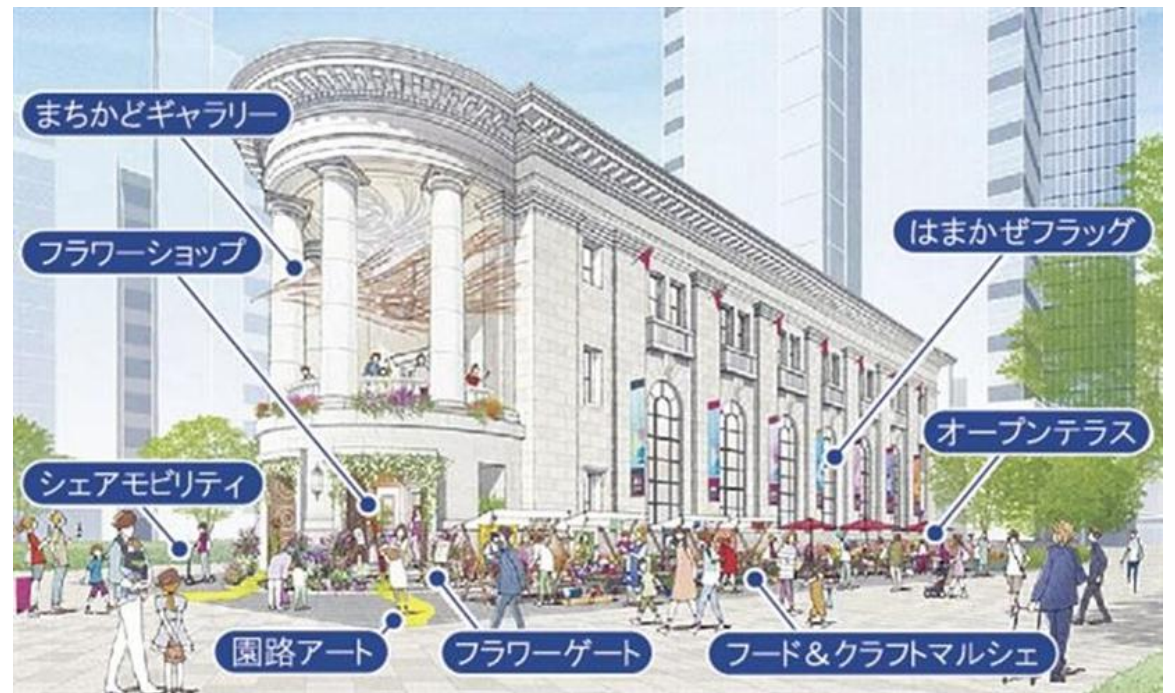 まちかどギャラリー
フラワーショップ
はまかぜフラッグ
オープンテラス
シェアモビリティ
園路アート
フラワーゲート
フード＆クラフトマルシェ